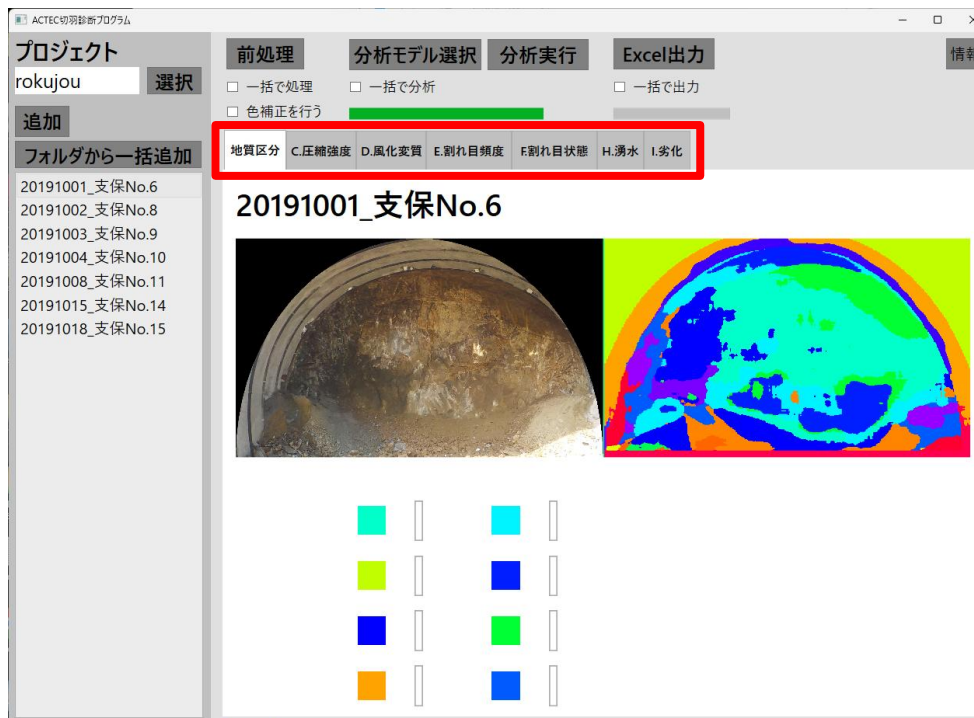 ACTEC切羽診断プログラム
プロジェクト
rokujou
選択
追加
フォルダから一括追加
20191001_支保No.6
20191002_支保No.8
20191003_支保No.9
20191004_支保No.10
20191008_支保No.11
20191015_支保No.14
20191018_支保No.15
前処理
分析モデル選択
分析実行
Excel出力
情報
一括で処理
一括で分析
一括で出力
色補正を行う
地質区分
C.圧縮強度
D.風化変質
E.割れ目頻度
F.割れ目状態
H.湧水
I.劣化
20191001_支保No.6